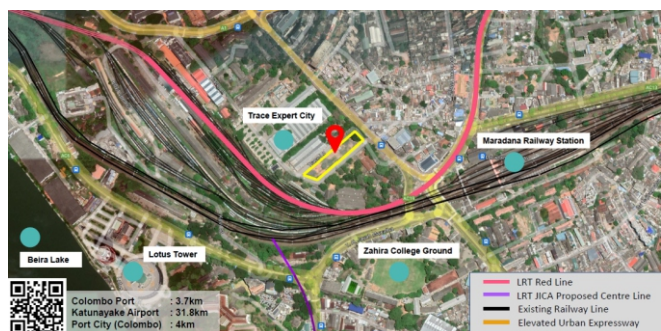 Trace Expert City
Maradana Railway Station
Beira Lake
Lotus Tower
Zahira College Ground
Colombo Port : 3.7km
Katunayake Airport : 31.8km
Port City (Colombo) : 4km
LRT Red Line
LRT JICA Proposed Centre Line
Existing Railway Line
Elevated Urban Expressway